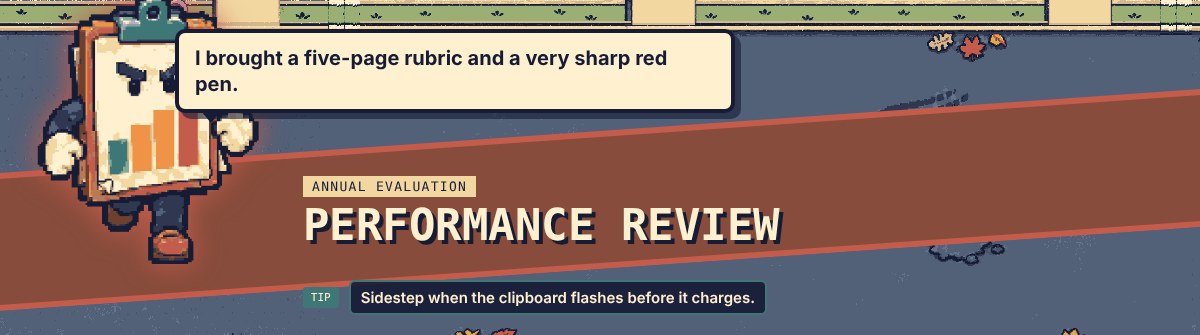 I brought a five-page rubric and a very sharp red
pen.
ANNUAL EVALUATION
PERFORMANCE REVIEW
TIP
Sidestep when the clipboard flashes before it charges.